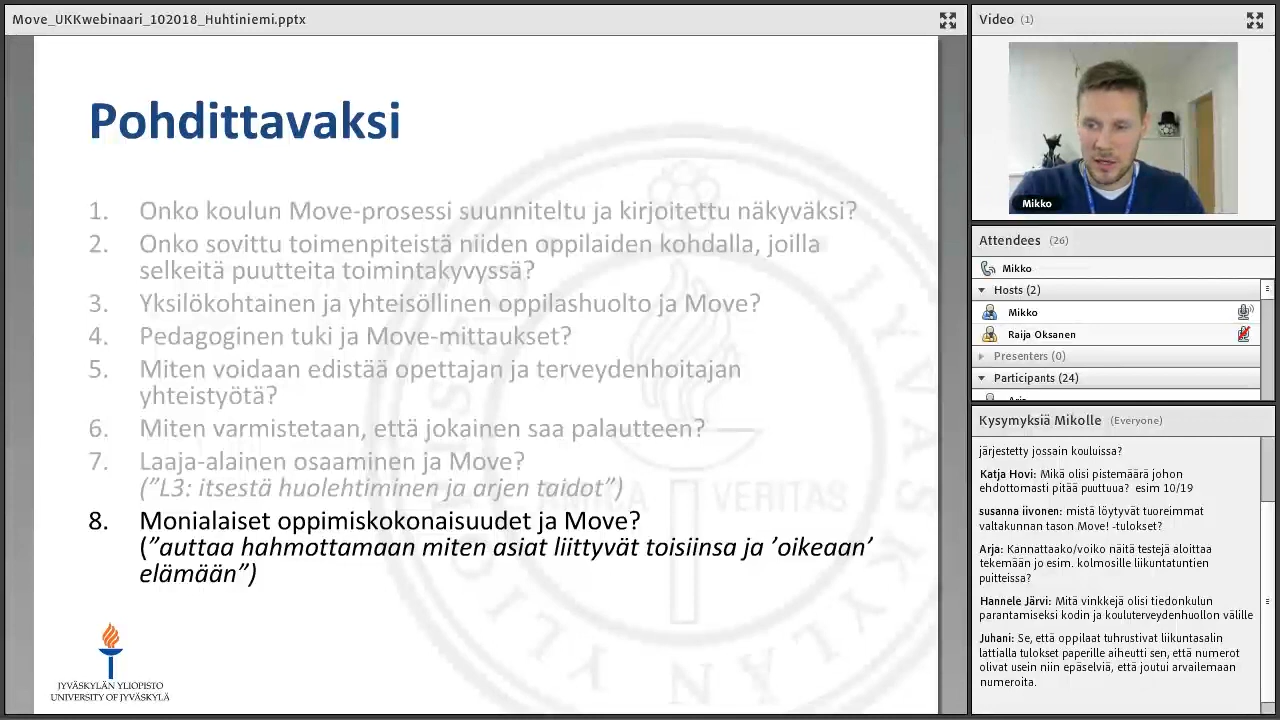 Move_UKKwebinaari_102018_Huhtiniemi.pptx
Pohdittavaksi
1. Onko koulun Move-prosessi suunniteltu ja kirjoitettu näkyväksi?
2. Onko sovittu toimenpiteistä niiden oppilaiden kohdalla, joilla
selkeitä puutteita toimintakyvyssä?
3. Yksilökohtainen ja yhteisöllinen oppilashuolto ja Move?
4. Pedagoginen tuki ja Move-mittaukset?
5. Miten voidaan edistää opettajan ja terveydenhoitajan
yhteistyötä?
6. Miten varmistetaan, että jokainen saa palautteen?
7. Laaja-alainen osaaminen ja Move?
(”L3: itsestä huolehtiminen ja arjen taidot”)
8. Monialaiset oppimiskokonaisuudet ja Move?
(”auttaa hahmottamaan miten asiat liittyvät toisiinsa ja ’oikeaan’
elämään”)
VERITAS
JYVÄSKYLÄN YLIOPISTO
UNIVERSITY OF JYVÄSKYLÄ
Video (1)
Mikko
Attendees (26)
Mikko
Hosts (2)
Mikko
Raija Oksanen
Presenters (0)
Participants (24)
Kysymyksiä Mikolle (Everyone)
järjestetty jossain kouluissa?
Katja Hovi: Mikä olisi pistemäärä johon
ehdottomasti pitää puuttua? esim 10/19
susanna iivonen: mistä löytyvät tuoreimmat
valtakunnan tason Move! -tulokset?
Arja: Kannattaako/voiko näitä testejä aloittaa
tekemään jo esim. kolmosille liikuntatuntien
puitteissa?
Hannele Järvi: Mitä vinkkejä olisi tiedonkulun
parantamiseksi kodin ja kouluterveydenhuollon välille
Juhani: Se, että oppilaat tuhrustivat liikuntasalin
lattialla tulokset paperille aiheutti sen, että numerot
olivat usein niin epäselviä, että joutui arvailemaan
numeroita.